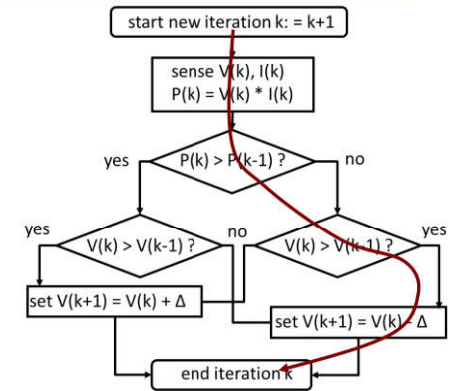 start new iteration k: = k+1
sense V(k), I(k)
P(k) = V(k) * I(k)
yes
P(k) > P(k-1) ?
no
yes
V(k) > V(k-1) ?
no
V(k) > V(k-1) ?
yes
set V(k+1) = V(k) + Δ
set V(k+1) = V(k) - Δ
end iteration k